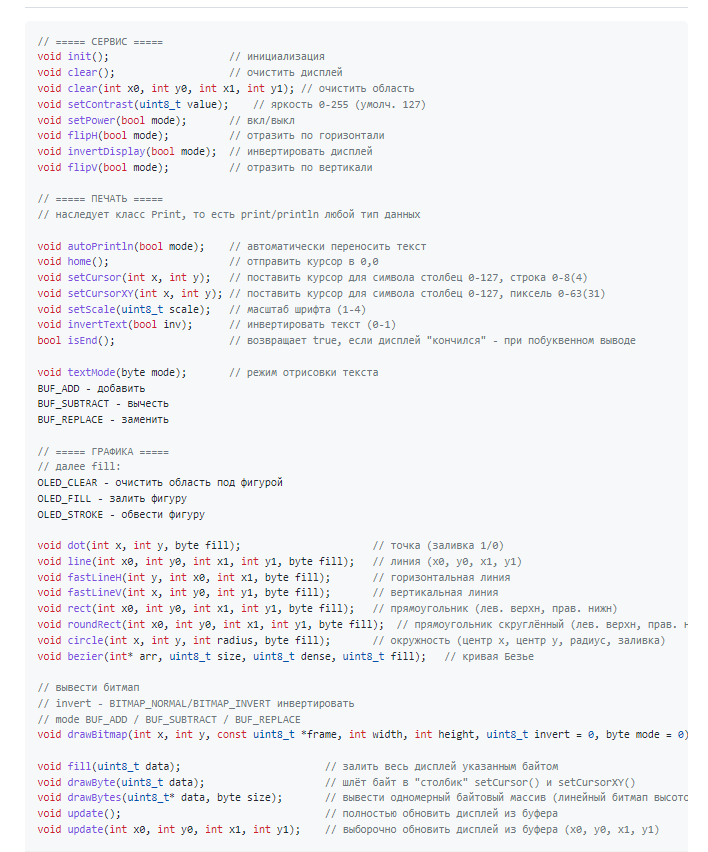 // ===== СЕРВИС =====
void init();                    // инициализация
void clear();                   // очистить дисплей
void clear(int x0, int y0, int x1, int y1); // очистить область
void setContrast(uint8_t value);    // яркость 0-255 (умолч. 127)
void setPower(bool mode);       // вкл/выкл
void flipH(bool mode);          // отразить по горизонтали
void invertDisplay(bool mode);  // инвертировать дисплей
void flipV(bool mode);          // отразить по вертикали
// ===== ПЕЧАТЬ =====
// наследует класс Print, то есть print/println любой тип данных
void autoPrintln(bool mode);    // автоматически переносить текст
void home();                    // отправить курсор в 0,0
void setCursor(int x, int y);   // поставить курсор для символа столбец 0-127, строка 0-8(4)
void setCursorXY(int x, int y); // поставить курсор для символа столбец 0-127, пиксель 0-63(31)
void setScale(uint8_t scale);   // масштаб шрифта (1-4)
void invertText(bool inv);      // инвертировать текст (0-1)
bool isEnd();                   // возвращает true, если дисплей "кончился" - при побуквенном выводе
void textMode(byte mode);       // режим отрисовки текста
BUF_ADD - добавить
BUF_SUBTRACT - вычесть
BUF_REPLACE - заменить
// ===== ГРАФИКА =====
// далее fill:
OLED_CLEAR - очистить область под фигурой
OLED_FILL - залить фигуру
OLED_STROKE - обвести фигуру
void dot(int x, int y, byte fill);                      // точка (заливка 1/0)
void line(int x0, int y0, int x1, int y1, byte fill);   // линия (x0, y0, x1, y1)
void fastLineH(int y, int x0, int x1, byte fill);       // горизонтальная линия
void fastLineV(int x, int y0, int y1, byte fill);       // вертикальная линия
void rect(int x0, int y0, int x1, int y1, byte fill);   // прямоугольник (лев. верхн, прав. нижн)
void roundRect(int x0, int y0, int x1, int y1, byte fill);  // прямоугольник скруглённый (лев. верхн, прав.
void circle(int x, int y, int radius, byte fill);       // окружность (центр x, центр y, радиус, заливка)
void bezier(int* arr, uint8_t size, uint8_t dense, uint8_t fill);   // кривая Безье
// вывести битмап
// invert - BITMAP_NORMAL/BITMAP_INVERT инвертировать
// mode BUF_ADD / BUF_SUBTRACT / BUF_REPLACE
void drawBitmap(int x, int y, const uint8_t *frame, int width, int height, uint8_t invert = 0, byte mode = 0)
void fill(uint8_t data);                        // залить весь дисплей указанным байтом
void drawByte(uint8_t data);                    // шлёт байт в "столбик" setCursor() и setCursorXY()
void drawBytes(uint8_t* data, byte size);       // вывести одномерный байтовый массив (линейный битмап
void update();                                  // полностью обновить дисплей из буфера
void update(int x0, int y0, int x1, int y1);    // выборочно обновить дисплей из буфера (x0, y0, x1, y1)